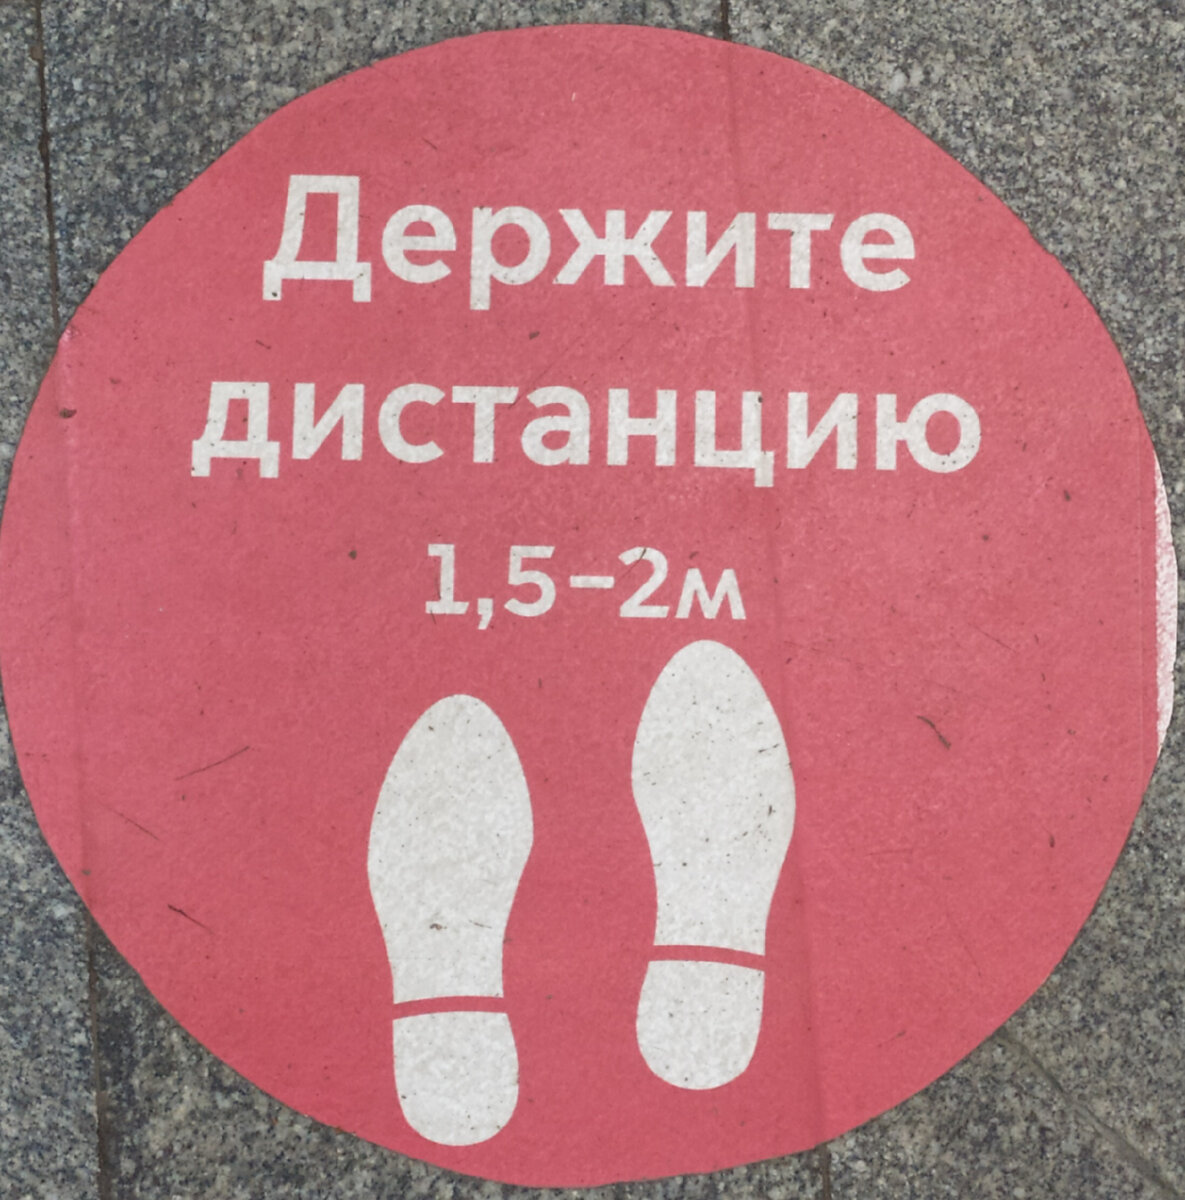 Держите
дистанцию
1,5-2м